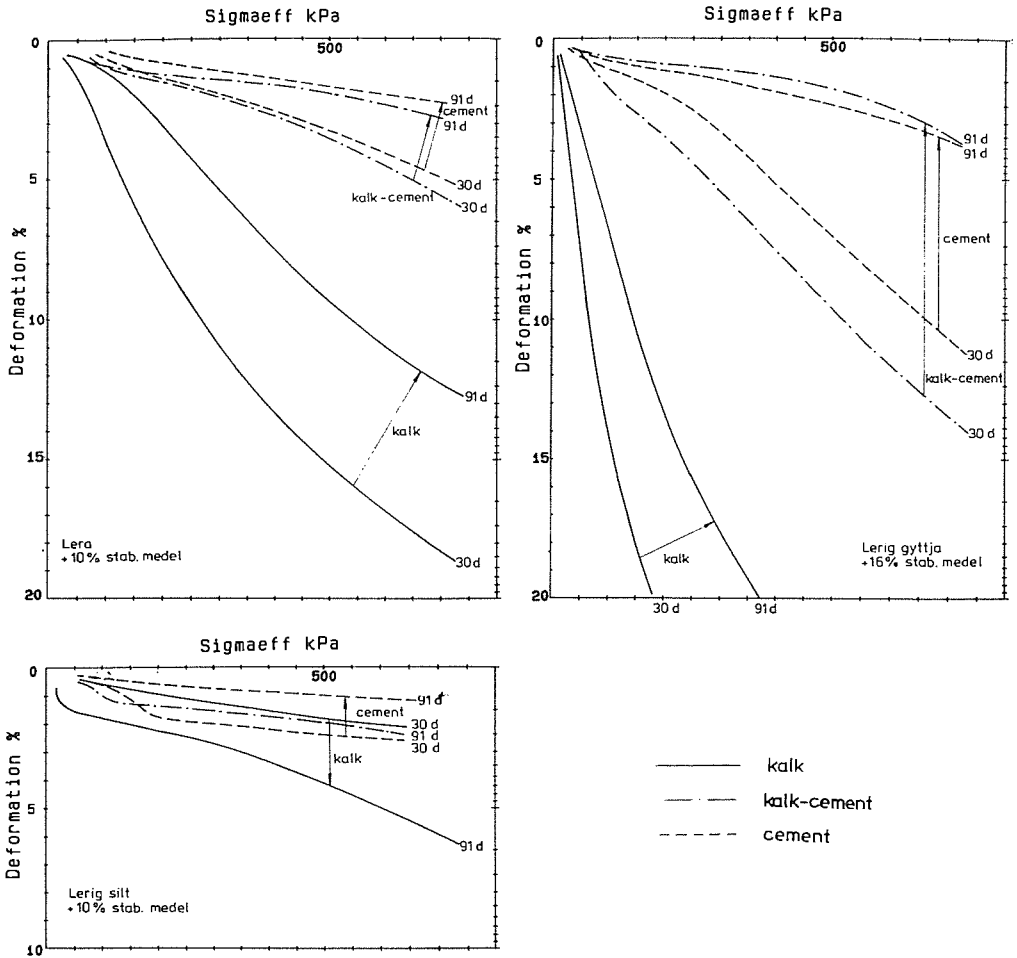 Sigmaeff kPa
0
500
5
10
15
20
Deformation %
91 d
cement
91 d
30 d
kalk-cement
30 d
91 d
kalk
30 d
Lera
+10% stab. medel
Sigmaeff kPa
0
500
5
10
15
20
Deformation %
91 d
91 d
cement
30 d
kalk-cement
30 d
kalk
30 d
91 d
Lerig gyttja
+16% stab. medel
Sigmaeff kPa
0
500
5
10
Deformation %
91 d
cement
30 d
91 d
30 d
kalk
91 d
Lerig silt
+10% stab. medel
kalk
kalk-cement
cement